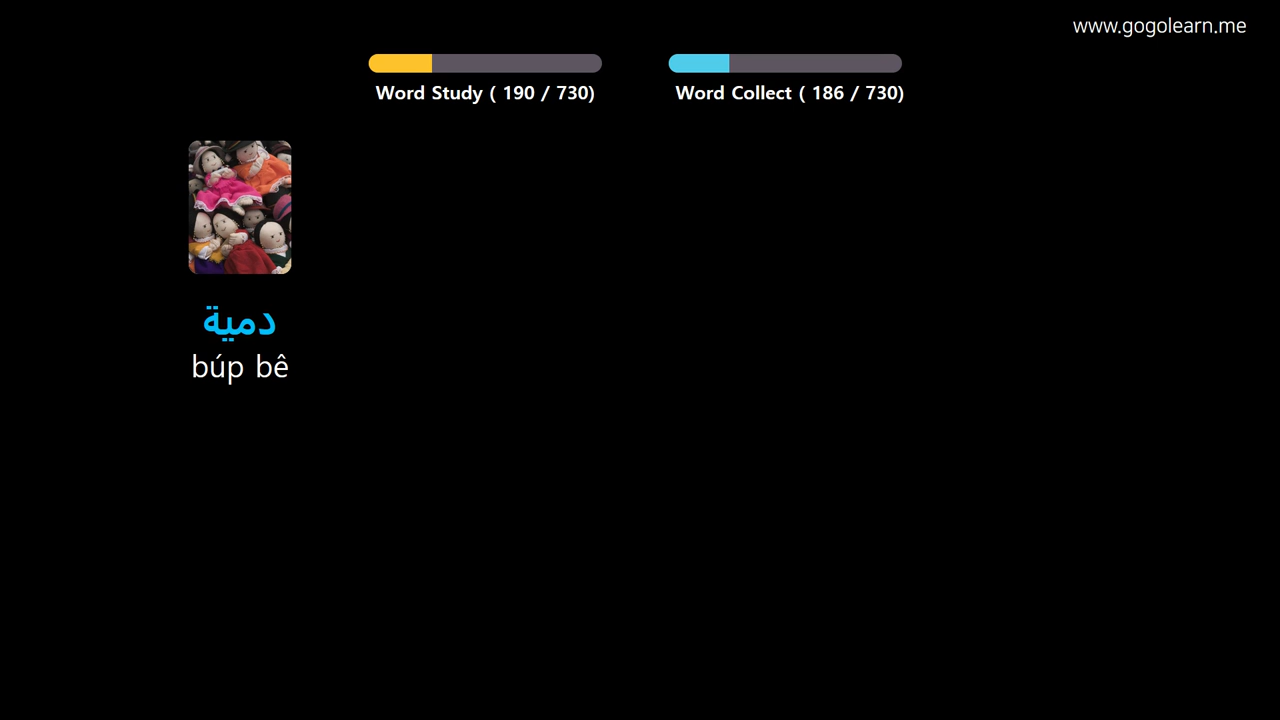 www.gogolearn.me
Word Study ( 190 / 730)
Word Collect ( 186 / 730)
دمية
búp bê